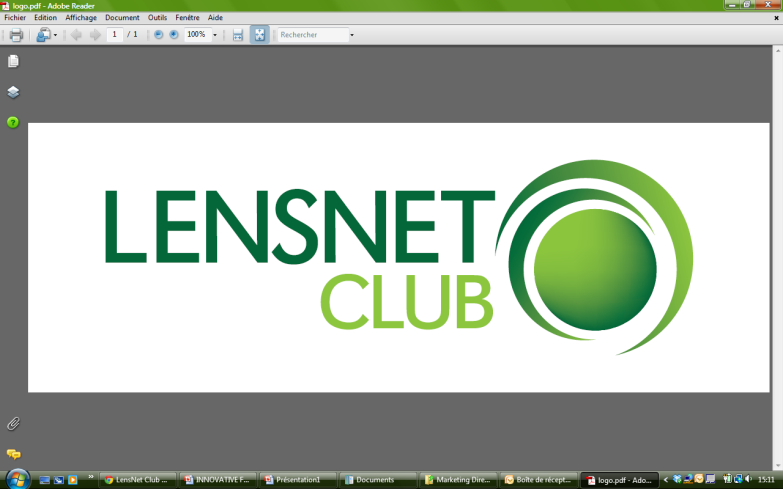 logo.pdf - Adobe Reader
Fichier Edition Affichage Document Outils Fenêtre Aide
1 / 1 100% Rechercher
LENSNET
CLUB
LensNet Club ... INNOVATIVE F... Présentation1 Documents Marketing Dire... Boîte de récept... logo.pdf - Ado... 15:11